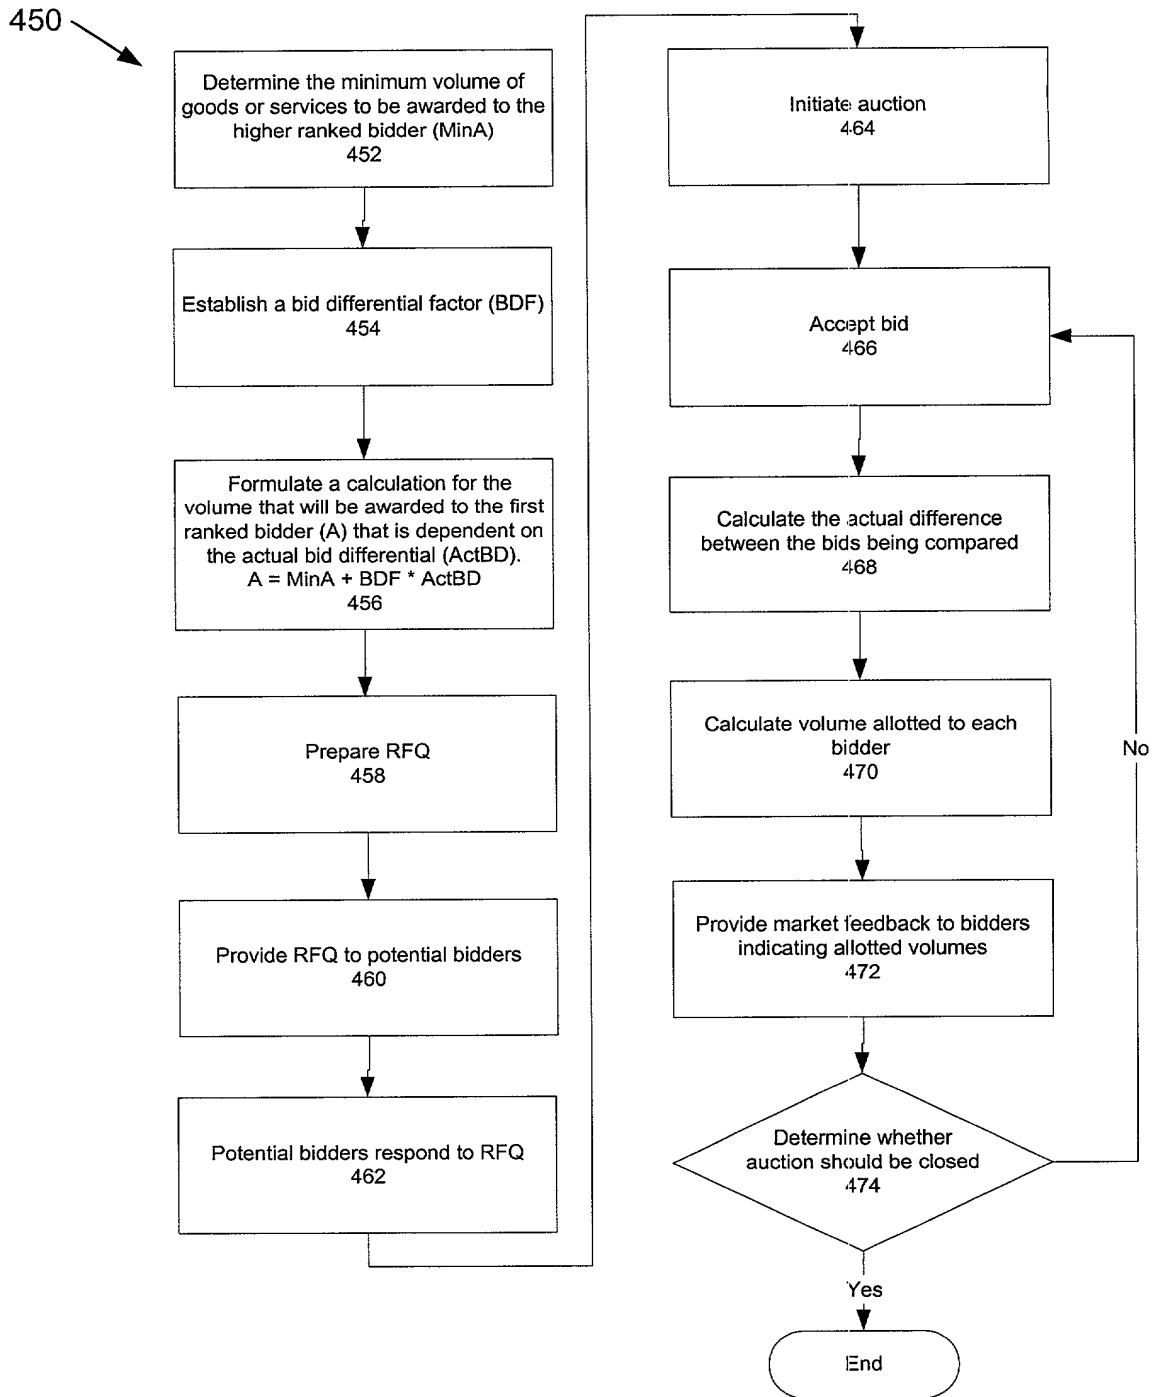 450
Determine the minimum volume of
goods or services to be awarded to the
higher ranked bidder (MinA)
452
Establish a bid differential factor (BDF)
454
Formulate a calculation for the
volume that will be awarded to the first
ranked bidder (A) that is dependent on
the actual bid differential (ActBD).
A = MinA + BDF * ActBD
456
Prepare RFQ
458
Provide RFQ to potential bidders
460
Potential bidders respond to RFQ
462
Initiate auction
464
Accept bid
466
Calculate the actual difference
between the bids being compared
468
Calculate volume allotted to each
bidder
470
Provide market feedback to bidders
indicating allotted volumes
472
Determine whether
auction should be closed
474
No
Yes
End